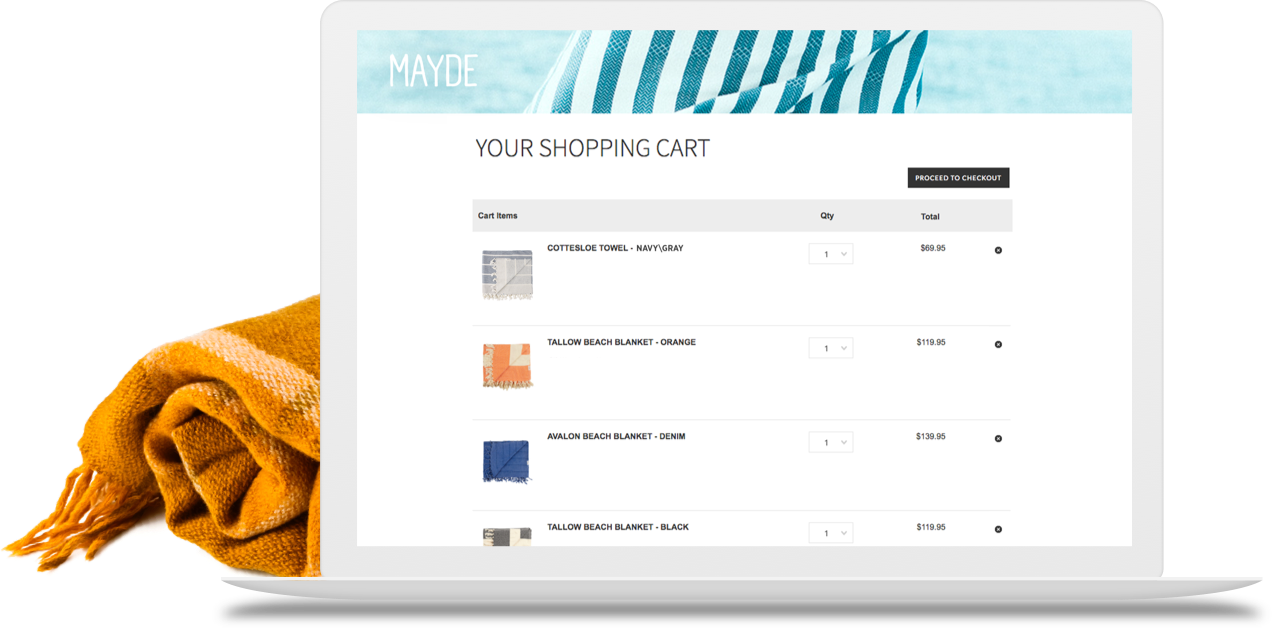 MAYDE
YOUR SHOPPING CART
PROCEED TO CHECKOUT
Cart Items Qty Total
COTTESLOE TOWEL - NAVY\GRAY 1 $69.95
TALLOW BEACH BLANKET - ORANGE 1 $119.95
AVALON BEACH BLANKET - DENIM 1 $139.95
TALLOW BEACH BLANKET - BLACK 1 $119.95